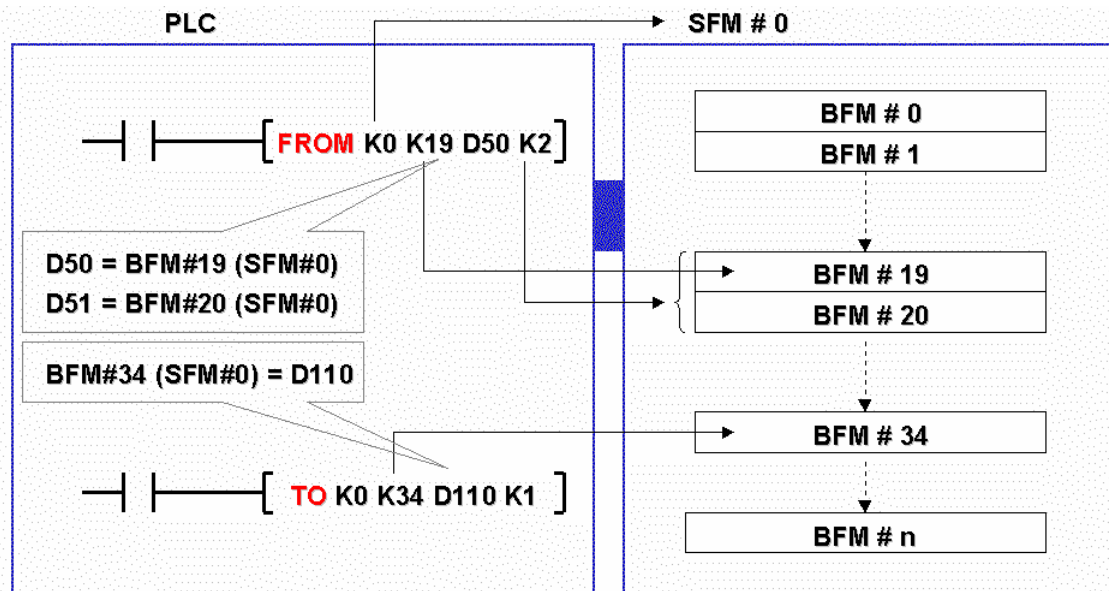 PLC
SFM # 0
FROM K0 K19 D50 K2
D50 = BFM#19 (SFM#0)
D51 = BFM#20 (SFM#0)
BFM#34 (SFM#0) = D110
TO K0 K34 D110 K1
BFM # 0
BFM # 1
BFM # 19
BFM # 20
BFM # 34
BFM # n